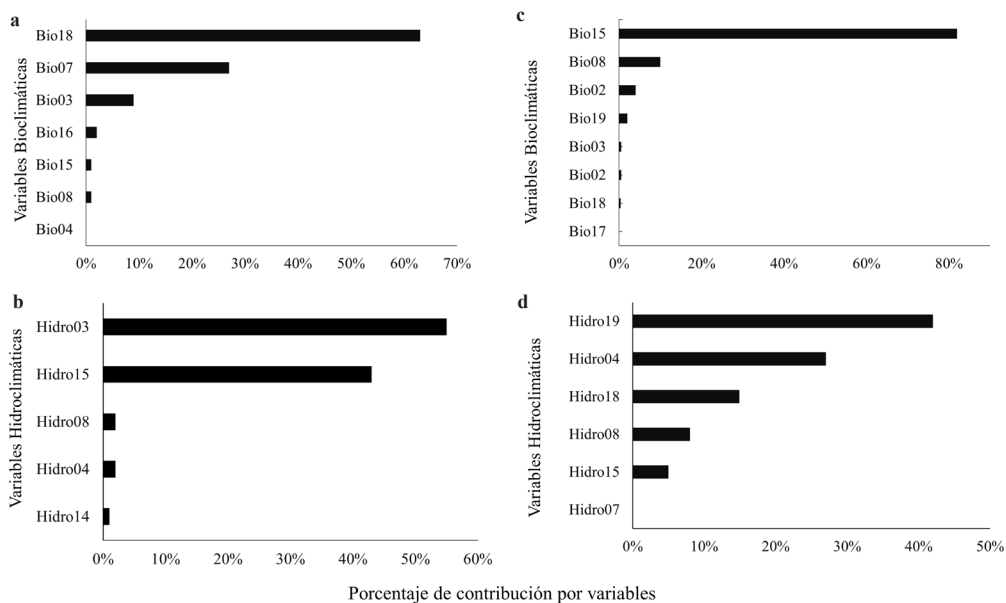 a
Variables Bioclimáticas
Bio18
Bio07
Bio03
Bio16
Bio15
Bio08
Bio04
0% 10% 20% 30% 40% 50% 60% 70%
b
Variables Hidroclimáticas
Hidro03
Hidro15
Hidro08
Hidro04
Hidro14
0% 10% 20% 30% 40% 50% 60%
c
Variables Bioclimáticas
Bio15
Bio08
Bio02
Bio19
Bio03
Bio02
Bio18
Bio17
0% 20% 40% 60% 80%
d
Variables Hidroclimáticas
Hidro19
Hidro04
Hidro18
Hidro08
Hidro15
Hidro07
0% 10% 20% 30% 40% 50%
Porcentaje de contribución por variables